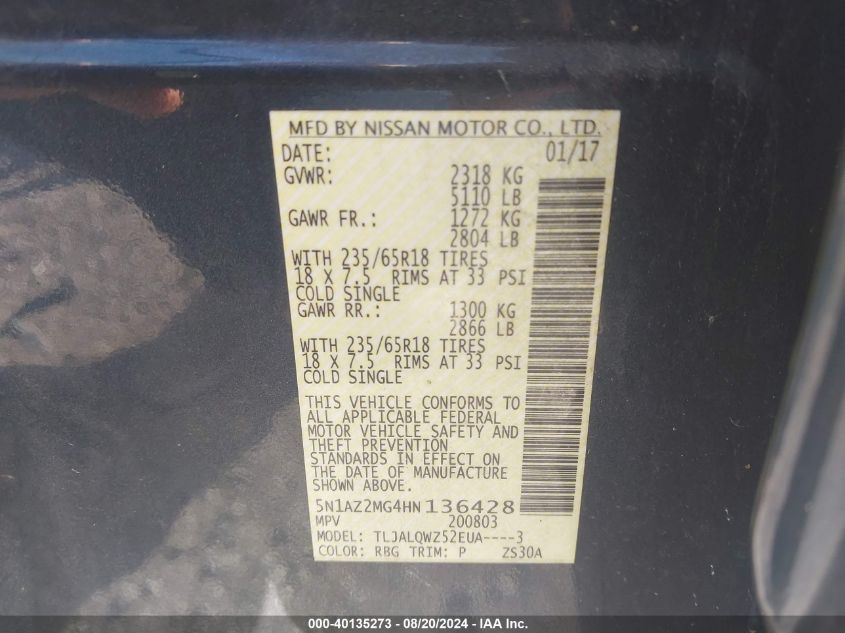 MFD BY NISSAN MOTOR CO., LTD.
DATE: 01/17
GVWR: 2318 KG
5110 LB
GAWR FR.: 1272 KG
2804 LB
WITH 235/65R18 TIRES
18 X 7.5 RIMS AT 33 PSI
COLD SINGLE
GAWR RR.: 1300 KG
2866 LB
WITH 235/65R18 TIRES
18 X 7.5 RIMS AT 33 PSI
COLD SINGLE
THIS VEHICLE CONFORMS TO
ALL APPLICABLE FEDERAL
MOTOR VEHICLE SAFETY AND
THEFT PREVENTION
STANDARDS IN EFFECT ON
THE DATE OF MANUFACTURE
SHOWN ABOVE.
5N1AZ2MG4HN136428
MPV 200803
MODEL: TLJALQWZ52EUA----3
COLOR: RBG TRIM: P ZS30A
000-40135273 - 08/20/2024 - IAA Inc.